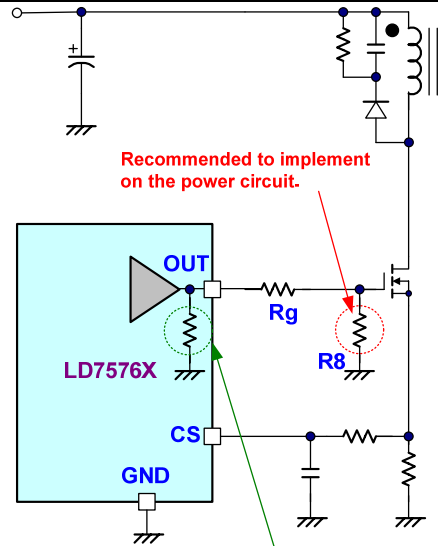 +
Recommended to implement
on the power circuit.
OUT
Rg
R8
LD7576X
CS
GND